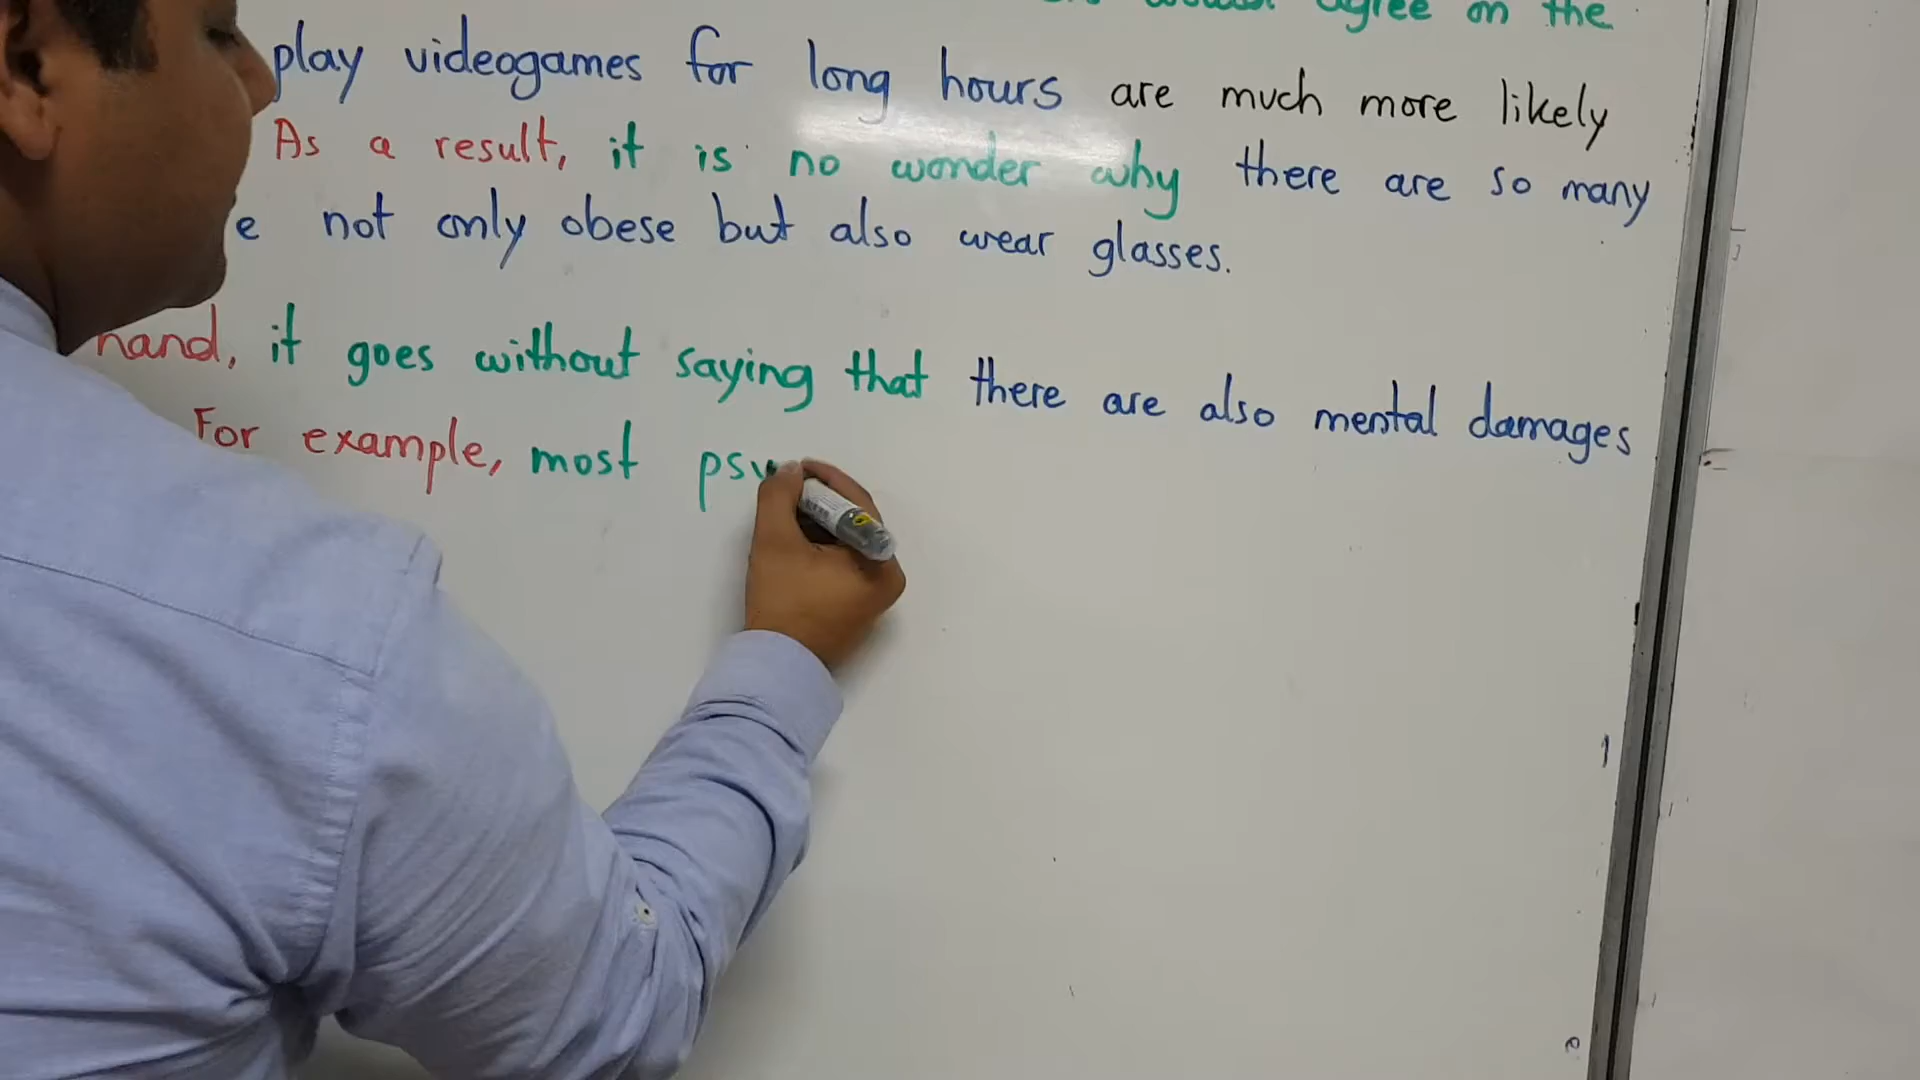 agree on the
play videogames for long hours are much more likely
As a result, it is no wonder why there are so many
e not only obese but also wear glasses.
hand, it goes without saying that there are also mental damages
For example, most psy